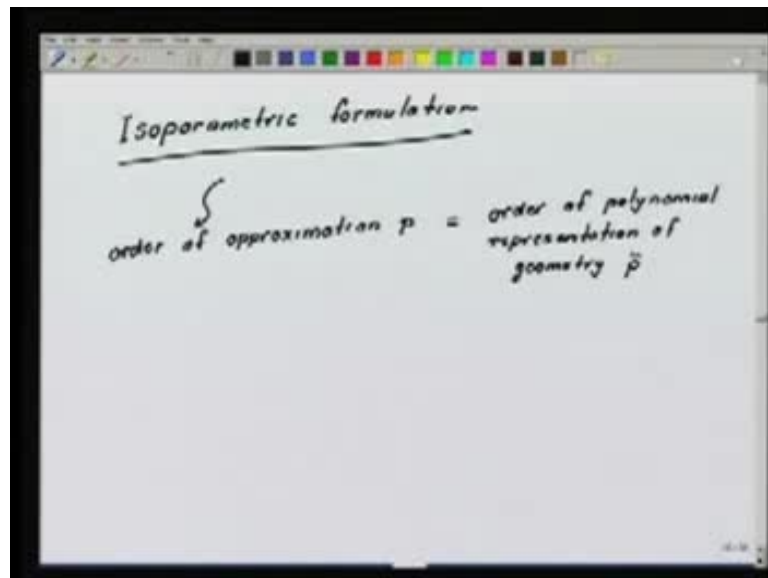 Isoparametric formulation
order of approximation p = order of polynomial
representation of
geometry p̂